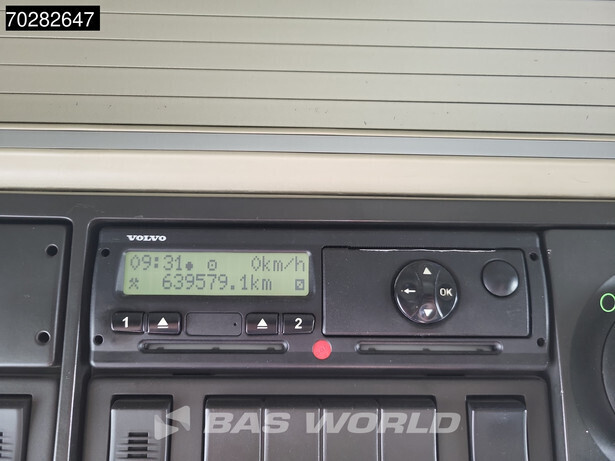 70282647
VOLVO
09:31 0km/h
639579.1km
1 2
OK
BAS WORLD